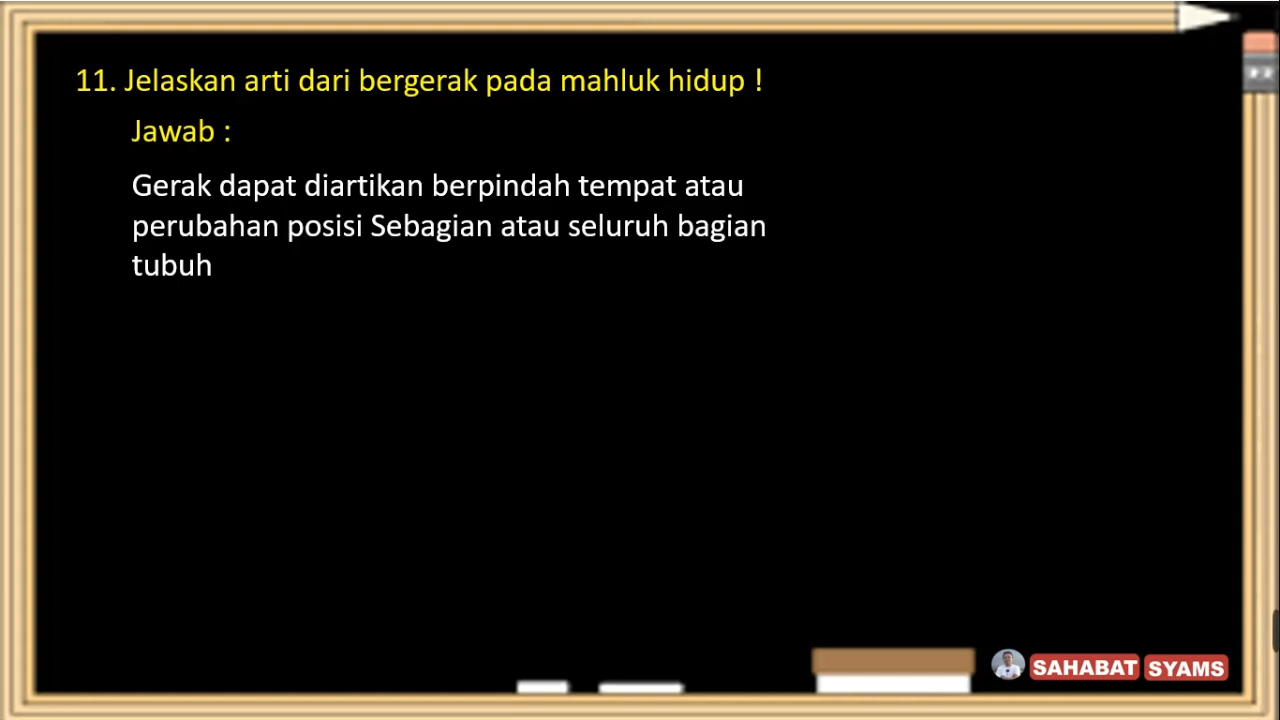 11. Jelaskan arti dari bergerak pada mahluk hidup !
Jawab :
Gerak dapat diartikan berpindah tempat atau
perubahan posisi Sebagian atau seluruh bagian
tubuh
SAHABAT SYAMS